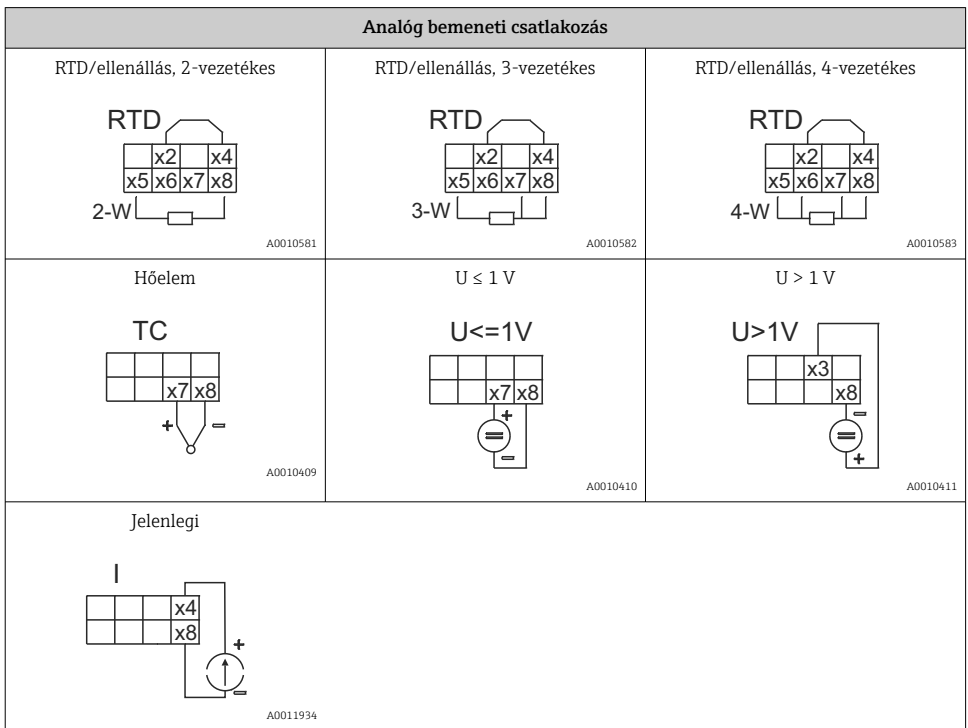 Analóg bemeneti csatlakozás
RTD/ellenállás, 2-vezetékes
RTD
x2 x4
x5 x6 x7 x8
2-W
A0010581
RTD/ellenállás, 3-vezetékes
RTD
x2 x4
x5 x6 x7 x8
3-W
A0010582
RTD/ellenállás, 4-vezetékes
RTD
x2 x4
x5 x6 x7 x8
4-W
A0010583
Hőelem
TC
x7 x8
+ −
A0010409
U ≤ 1 V
U<=1V
x7 x8
+
=
−
A0010410
U > 1 V
U>1V
x3
x8
−
=
+
A0010411
Jelenlegi
I
x4
x8
+
−
A0011934